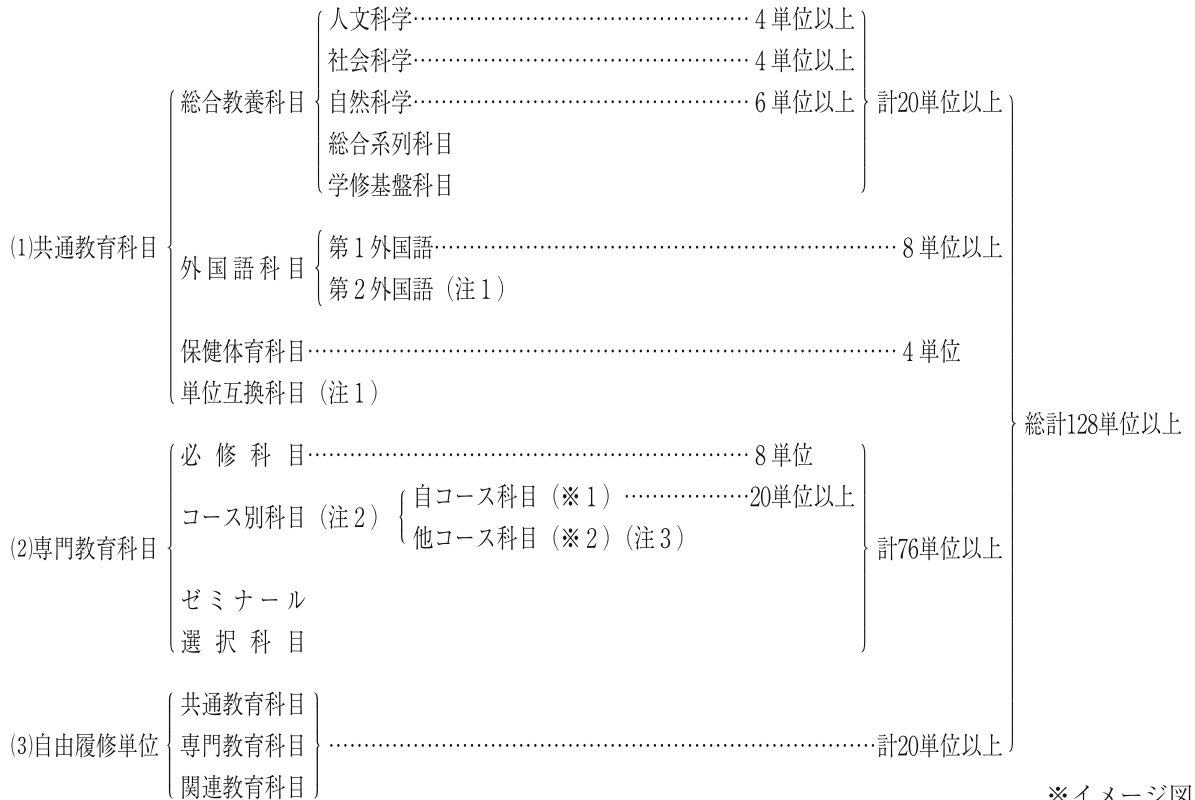 人文科学……………………………………… 4 単位以上
社会科学……………………………………… 4 単位以上
総合教養科目 自然科学……………………………………… 6 単位以上 計20単位以上
総合系列科目
学修基盤科目
⑴共通教育科目 第1外国語…………………………………………………… 8 単位以上
外国語科目
第2外国語（注1）
保健体育科目…………………………………………………………………… 4 単位
単位互換科目（注1）
総計128単位以上
必修科目…………………………………………………… 8 単位
自コース科目（※1）………………20単位以上
コース別科目（注2）
他コース科目（※2）（注3）
⑵専門教育科目 計76単位以上
ゼミナール
選択科目
共通教育科目
⑶自由履修単位 専門教育科目 ………………………………………………………………計20単位以上
関連教育科目
※イメージ図